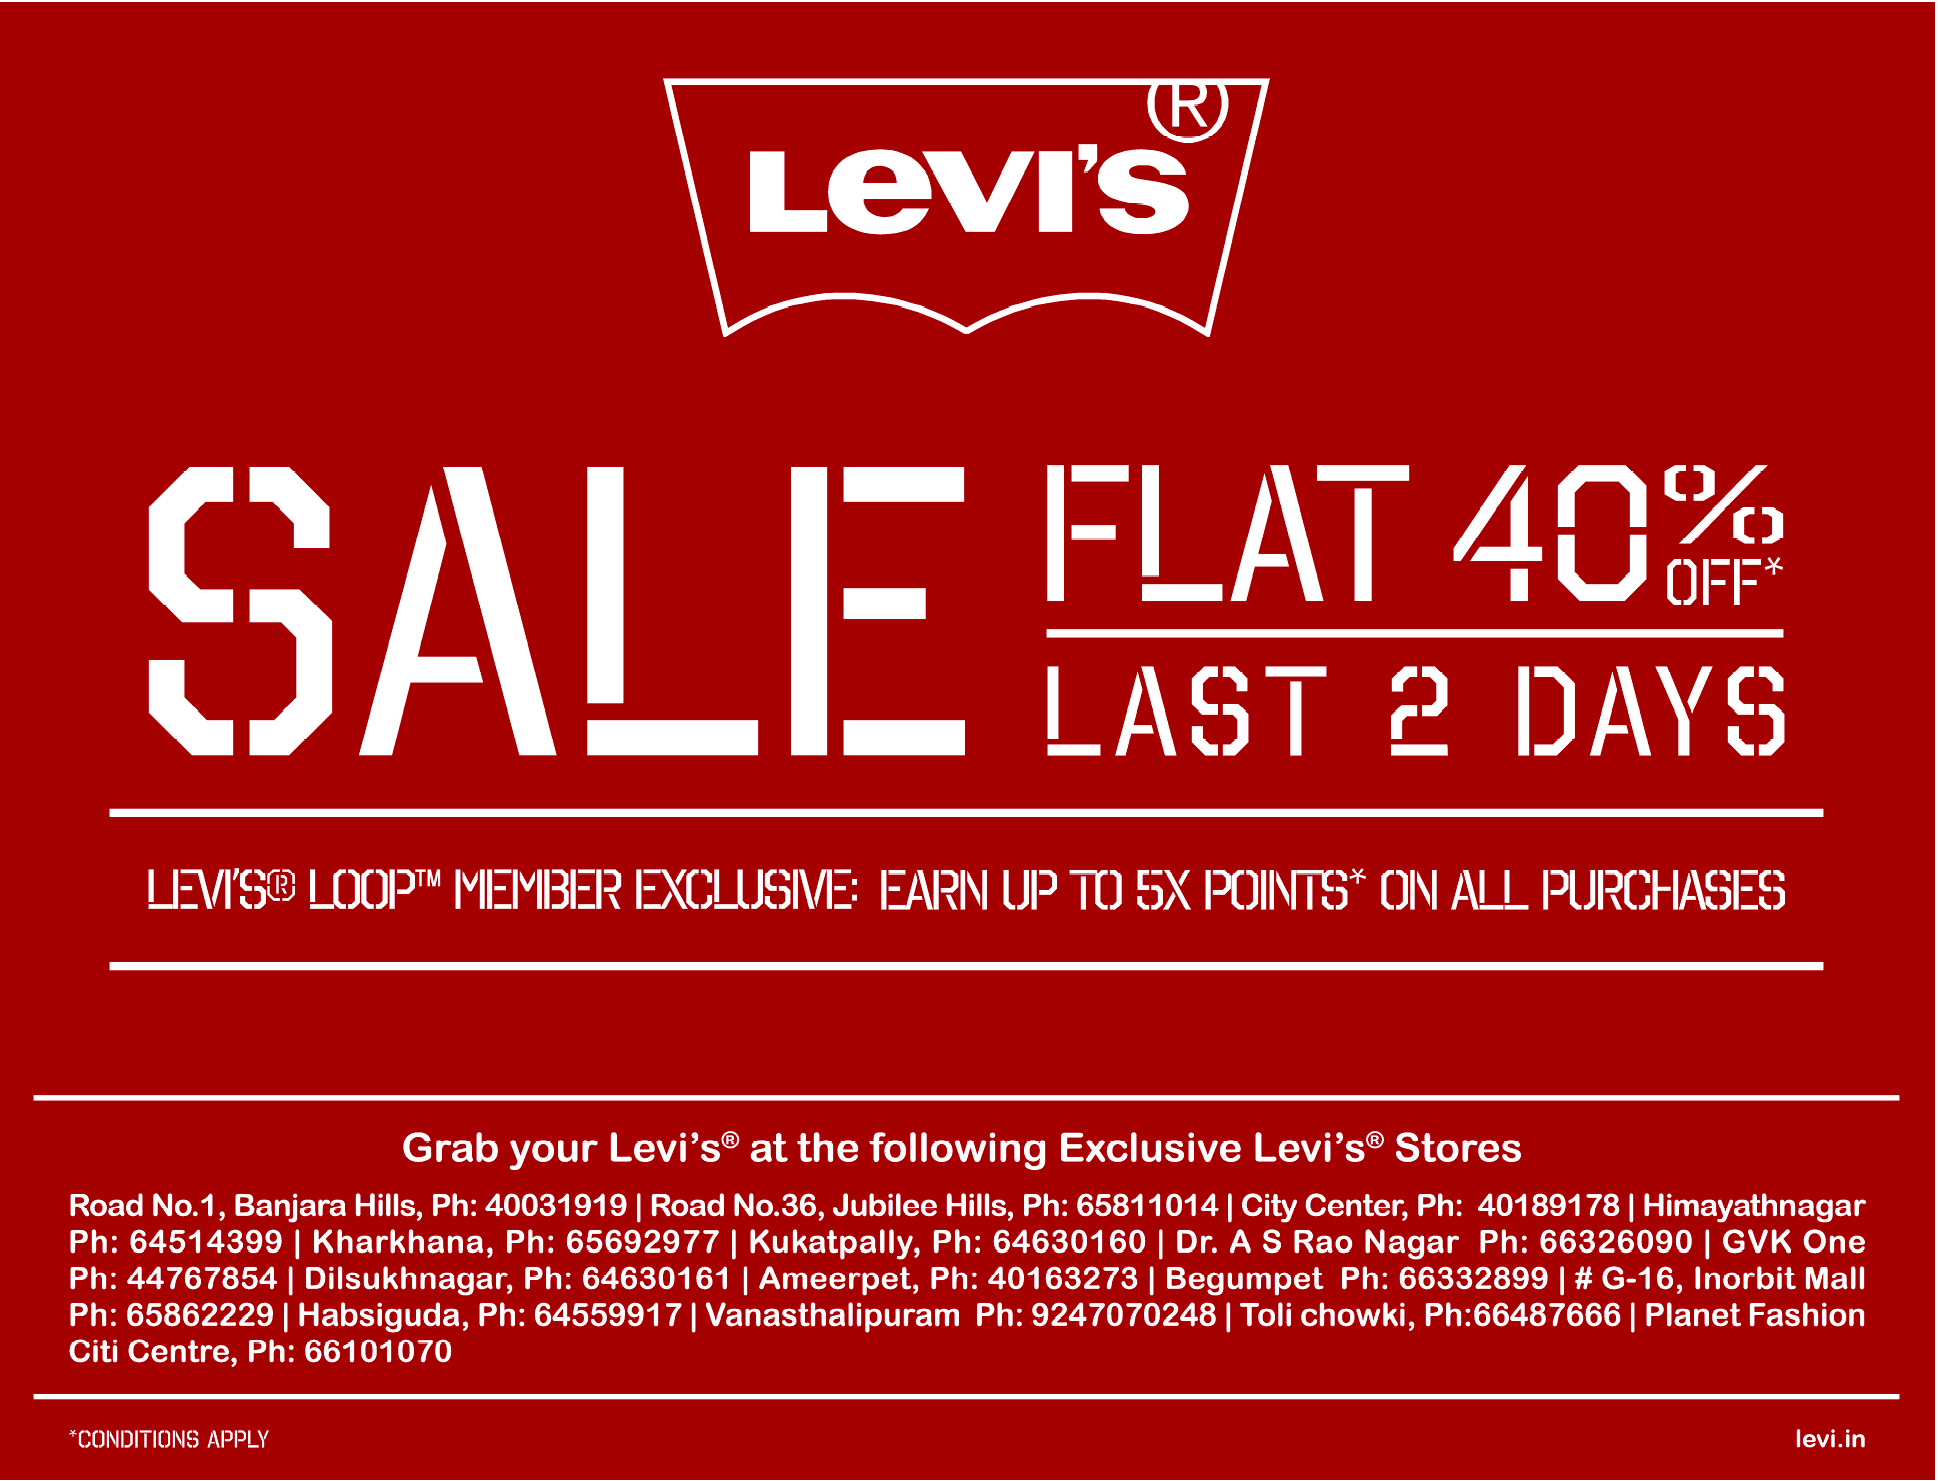 LEVI'S®
SALE
FLAT 40% OFF*
LAST 2 DAYS
LEVI'S® LOOP™ MEMBER EXCLUSIVE: EARN UP TO 5X POINTS* ON ALL PURCHASES
Grab your Levi's® at the following Exclusive Levi's® Stores
Road No.1, Banjara Hills, Ph: 40031919 | Road No.36, Jubilee Hills, Ph: 65811014 | City Center, Ph: 40189178 | Himayathnagar
Ph: 64514399 | Kharkhana, Ph: 65692977 | Kukatpally, Ph: 64630160 | Dr. A S Rao Nagar Ph: 66326090 | GVK One
Ph: 44767854 | Dilsukhnagar, Ph: 64630161 | Ameerpet, Ph: 40163273 | Begumpet Ph: 66332899 | # G-16, Inorbit Mall
Ph: 65862229 | Habsiguda, Ph: 64559917 | Vanasthalipuram Ph: 9247070248 | Toli chowki, Ph:66487666 | Planet Fashion
Citi Centre, Ph: 66101070
*CONDITIONS APPLY
levi.in